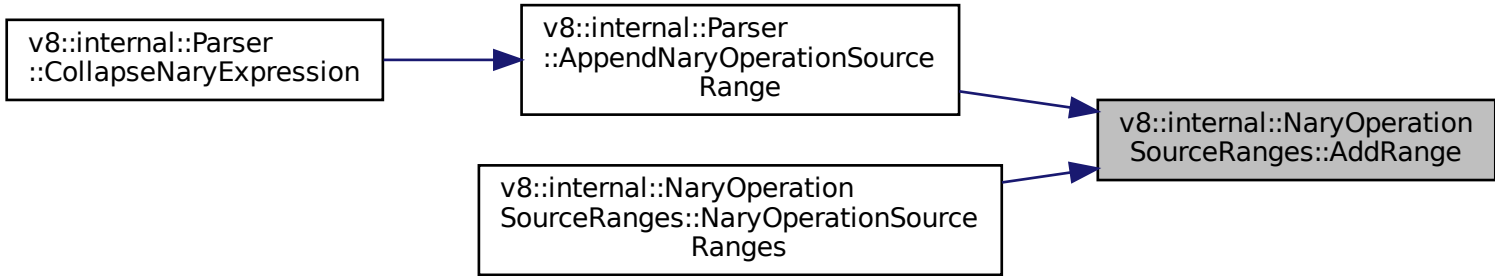 v8::internal::Parser
::CollapseNaryExpression
v8::internal::Parser
::AppendNaryOperationSource
Range
v8::internal::NaryOperation
SourceRanges::AddRange
v8::internal::NaryOperation
SourceRanges::NaryOperationSource
Ranges